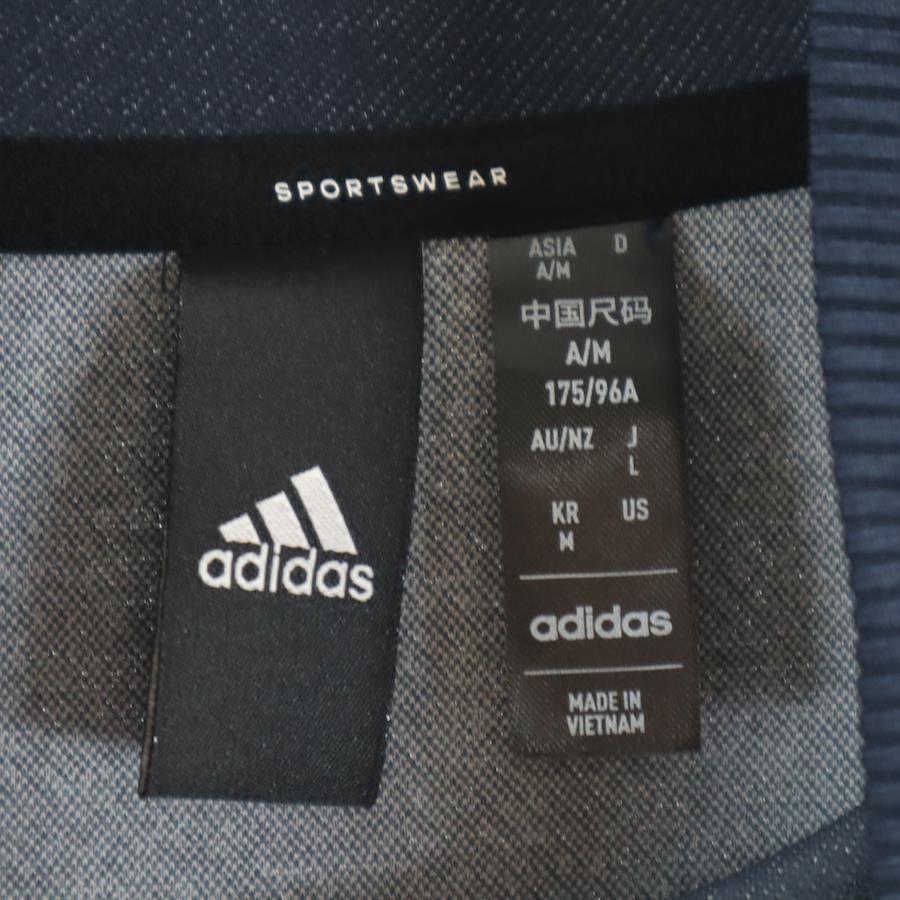 SPORTSWEAR
adidas
ASIA D
A/M
中国尺码
A/M
175/96A
AU/NZ J
L
KR US
M
adidas
MADE IN
VIETNAM